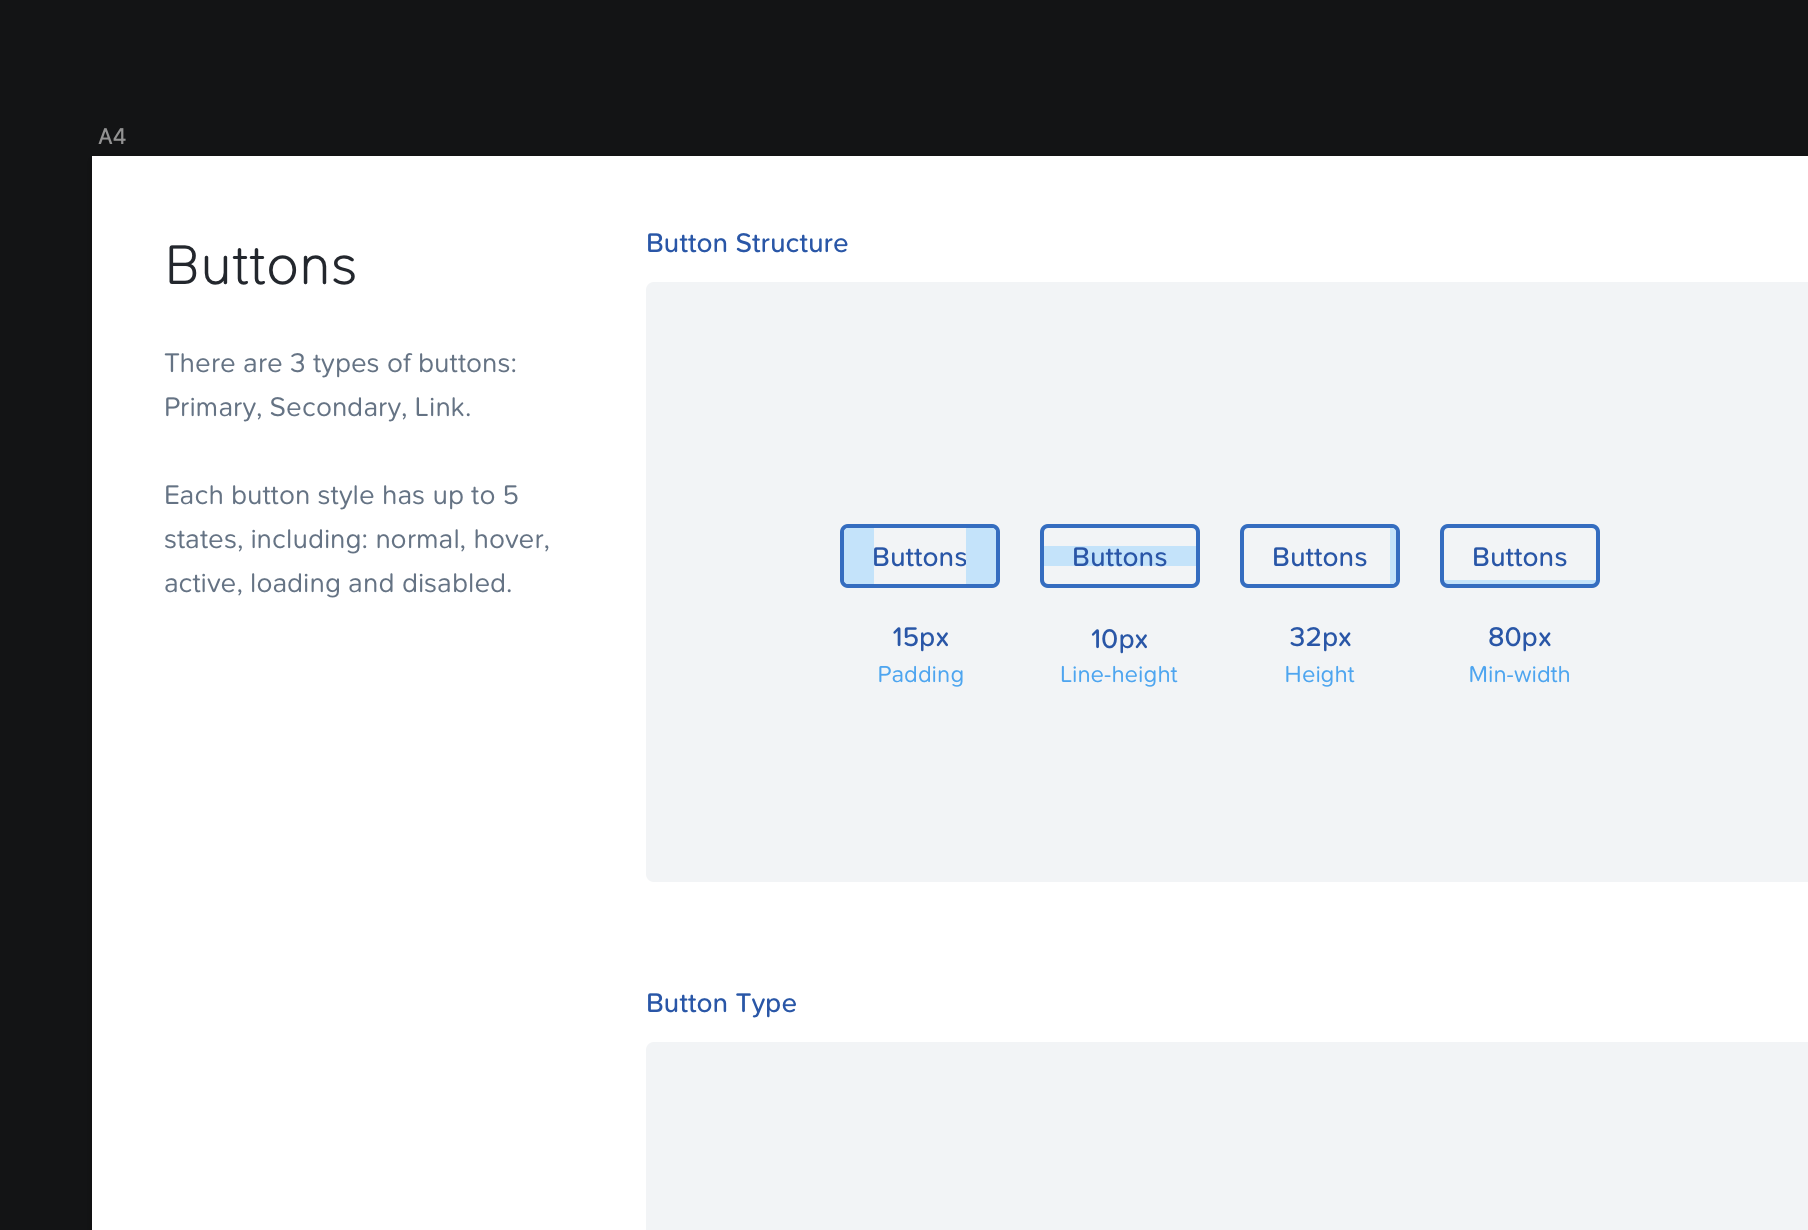 A4
Buttons
There are 3 types of buttons:
Primary, Secondary, Link.
Each button style has up to 5
states, including: normal, hover,
active, loading and disabled.
Button Structure
Buttons
15px
Padding
Buttons
10px
Line-height
Buttons
32px
Height
Buttons
80px
Min-width
Button Type